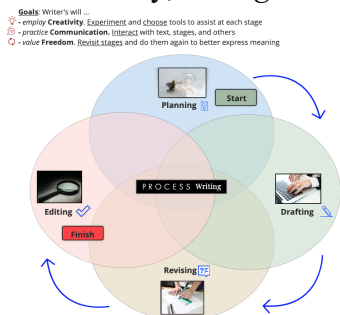 Goals: Writer's will ...
- employ Creativity. Experiment and choose tools to assist at each stage
- practice Communication. Interact with text, stages, and others
- value Freedom. Revisit stages and do them again to better express meaning
Planning
Start
PROCESS Writing
Editing
Finish
Drafting
Revising